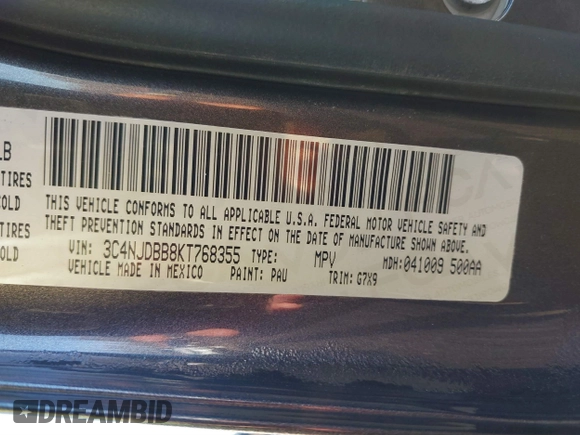 LB
TIRES
COLD
TIRES
COLD
THIS VEHICLE CONFORMS TO ALL APPLICABLE U.S.A. FEDERAL MOTOR VEHICLE SAFETY AND
THEFT PREVENTION STANDARDS IN EFFECT ON THE DATE OF MANUFACTURE SHOWN ABOVE.
VIN: 3C4NJDBB8KT768355 TYPE: MPV MDH: 041009 500AA
VEHICLE MADE IN MEXICO PAINT: PAU TRIM: G7X9
DREAMBID